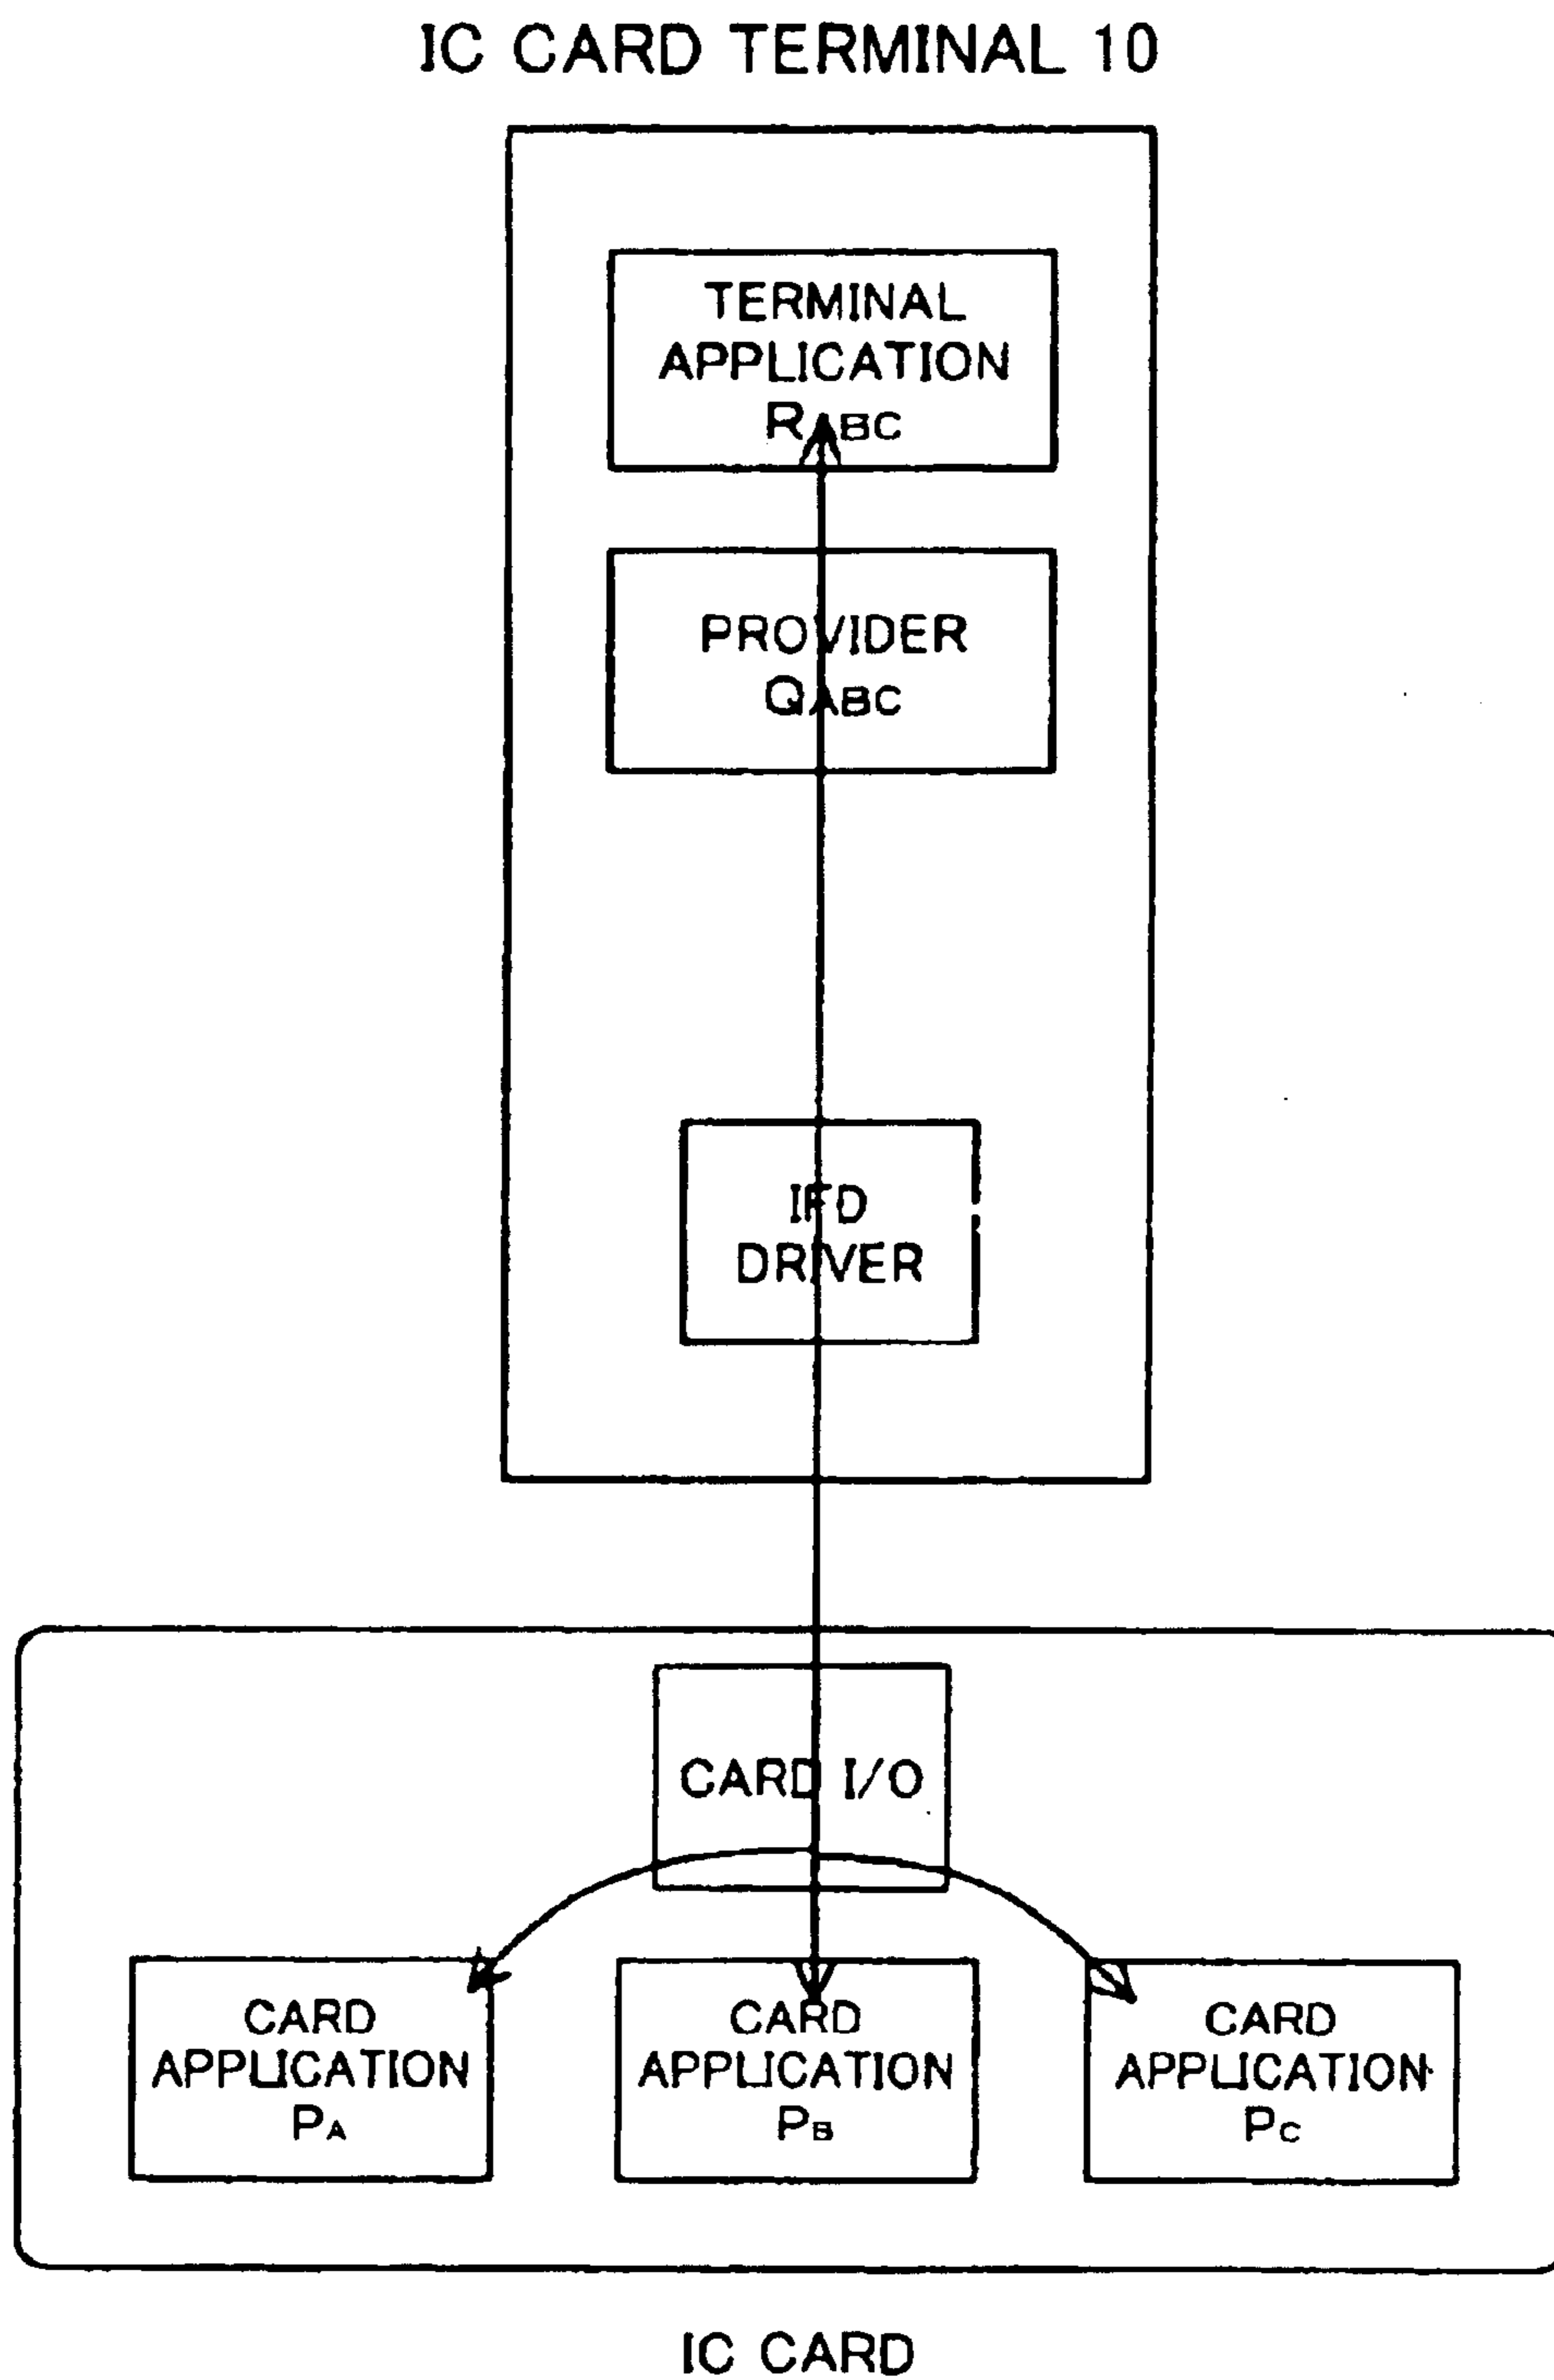 IC CARD TERMINAL 10
TERMINAL
APPLICATION
RABC
PROVIDER
QABC
IFD
DRIVER
CARD I/O
CARD
APPLICATION
PA
CARD
APPLICATION
PB
CARD
APPLICATION
PC
IC CARD